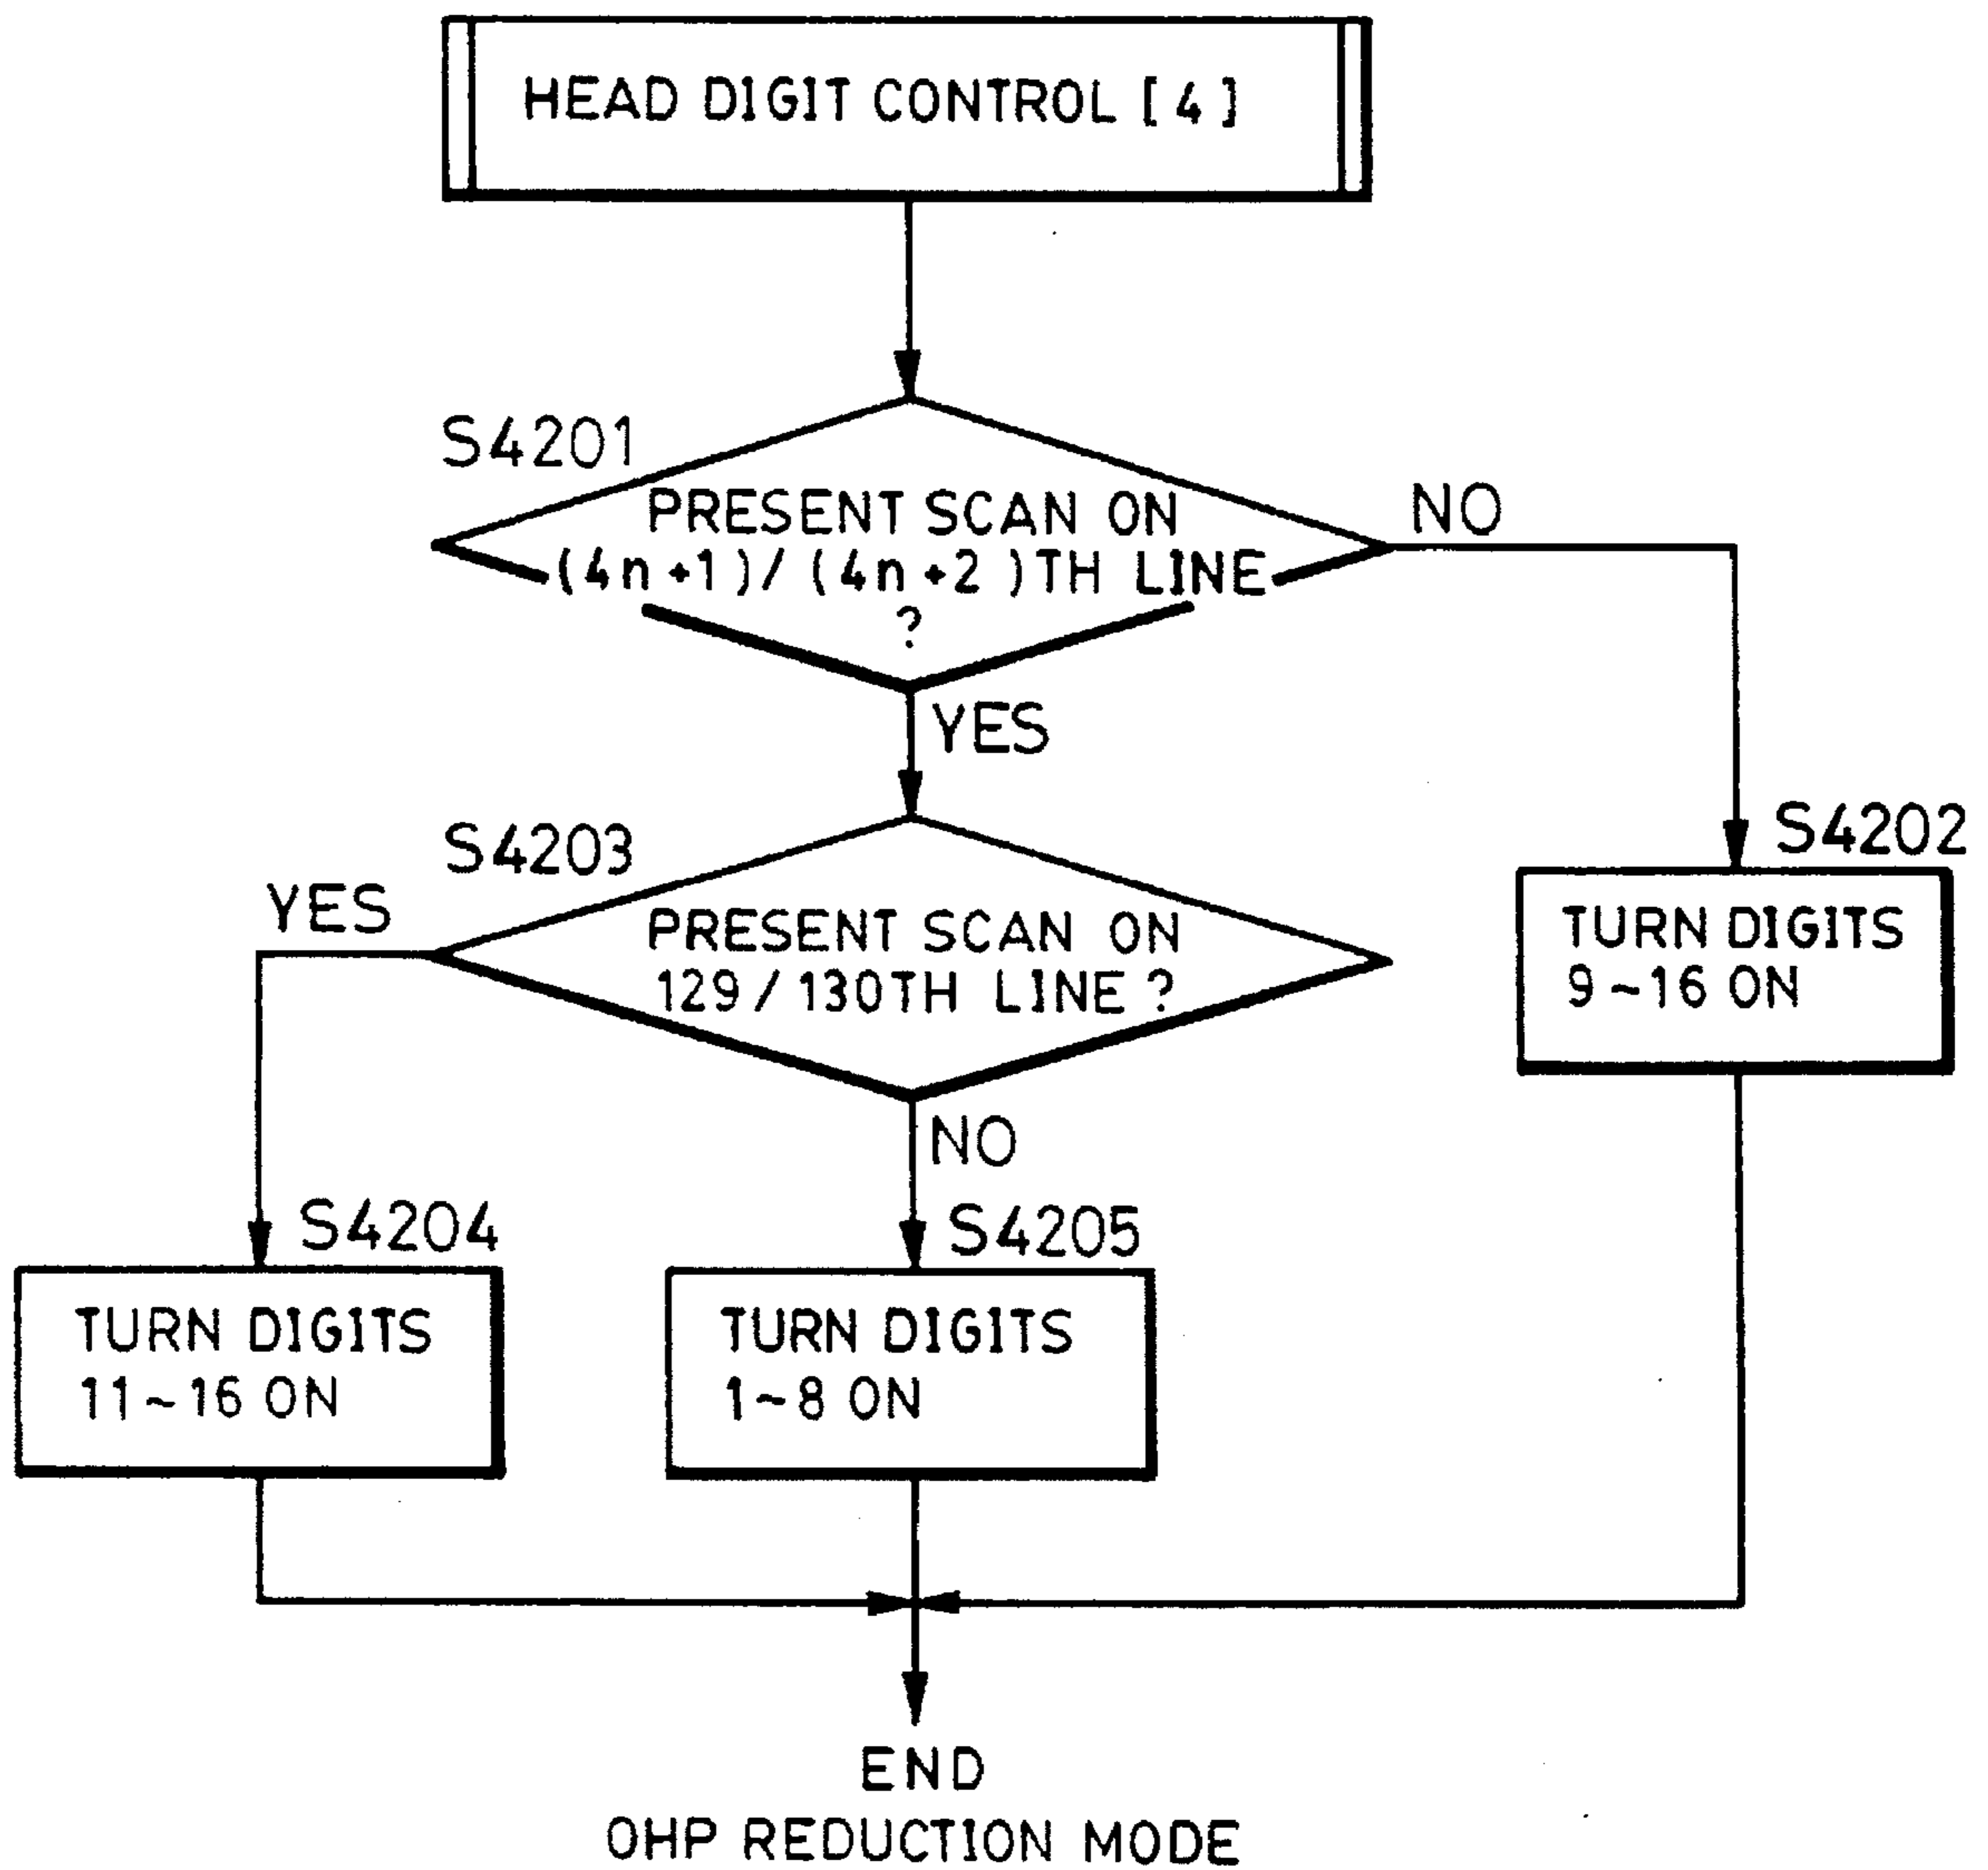 HEAD DIGIT CONTROL [4]
S4201
PRESENT SCAN ON
(4n+1)/(4n+2)TH LINE
?
NO
YES
S4202
TURN DIGITS
9~16 ON
S4203
PRESENT SCAN ON
129/130TH LINE?
YES
NO
S4204
TURN DIGITS
11~16 ON
S4205
TURN DIGITS
1~8 ON
END
OHP REDUCTION MODE